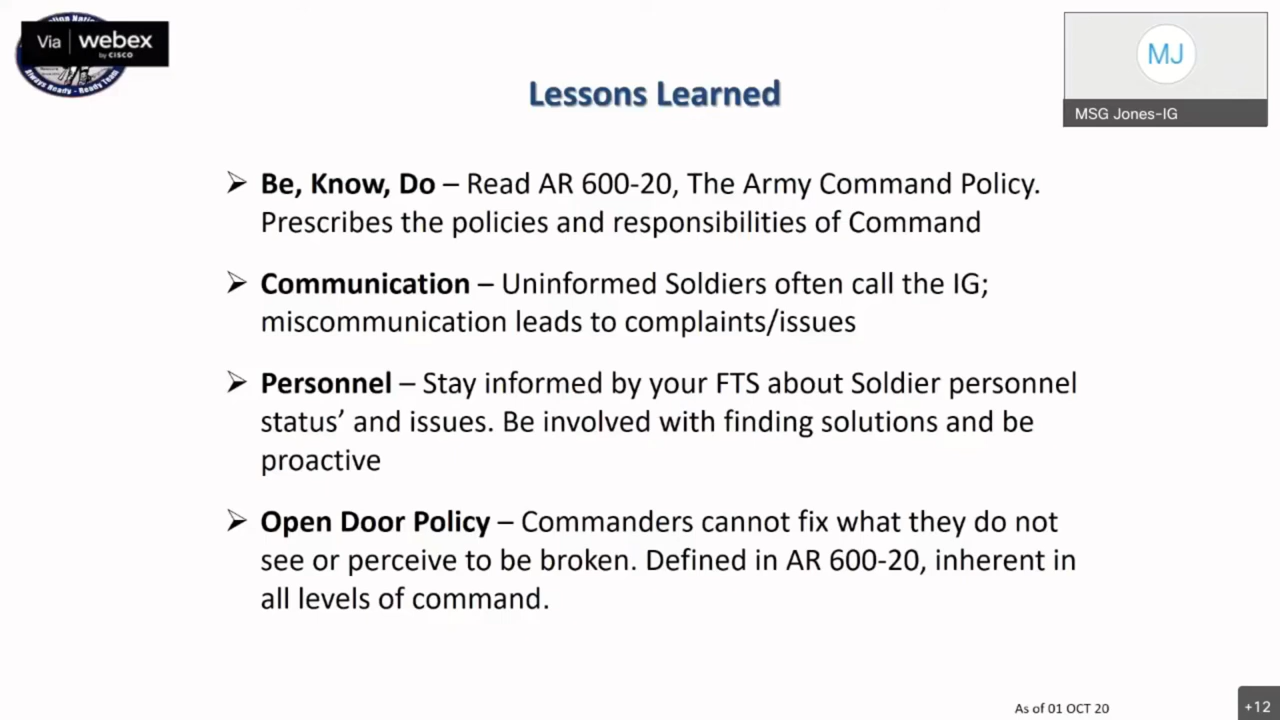 Via webex
by CISCO
Always Ready - Ready Team
MJ
MSG Jones-IG
Lessons Learned
➢ Be, Know, Do – Read AR 600-20, The Army Command Policy.
Prescribes the policies and responsibilities of Command
➢ Communication – Uninformed Soldiers often call the IG;
miscommunication leads to complaints/issues
➢ Personnel – Stay informed by your FTS about Soldier personnel
status’ and issues. Be involved with finding solutions and be
proactive
➢ Open Door Policy – Commanders cannot fix what they do not
see or perceive to be broken. Defined in AR 600-20, inherent in
all levels of command.
As of 01 OCT 20
+12